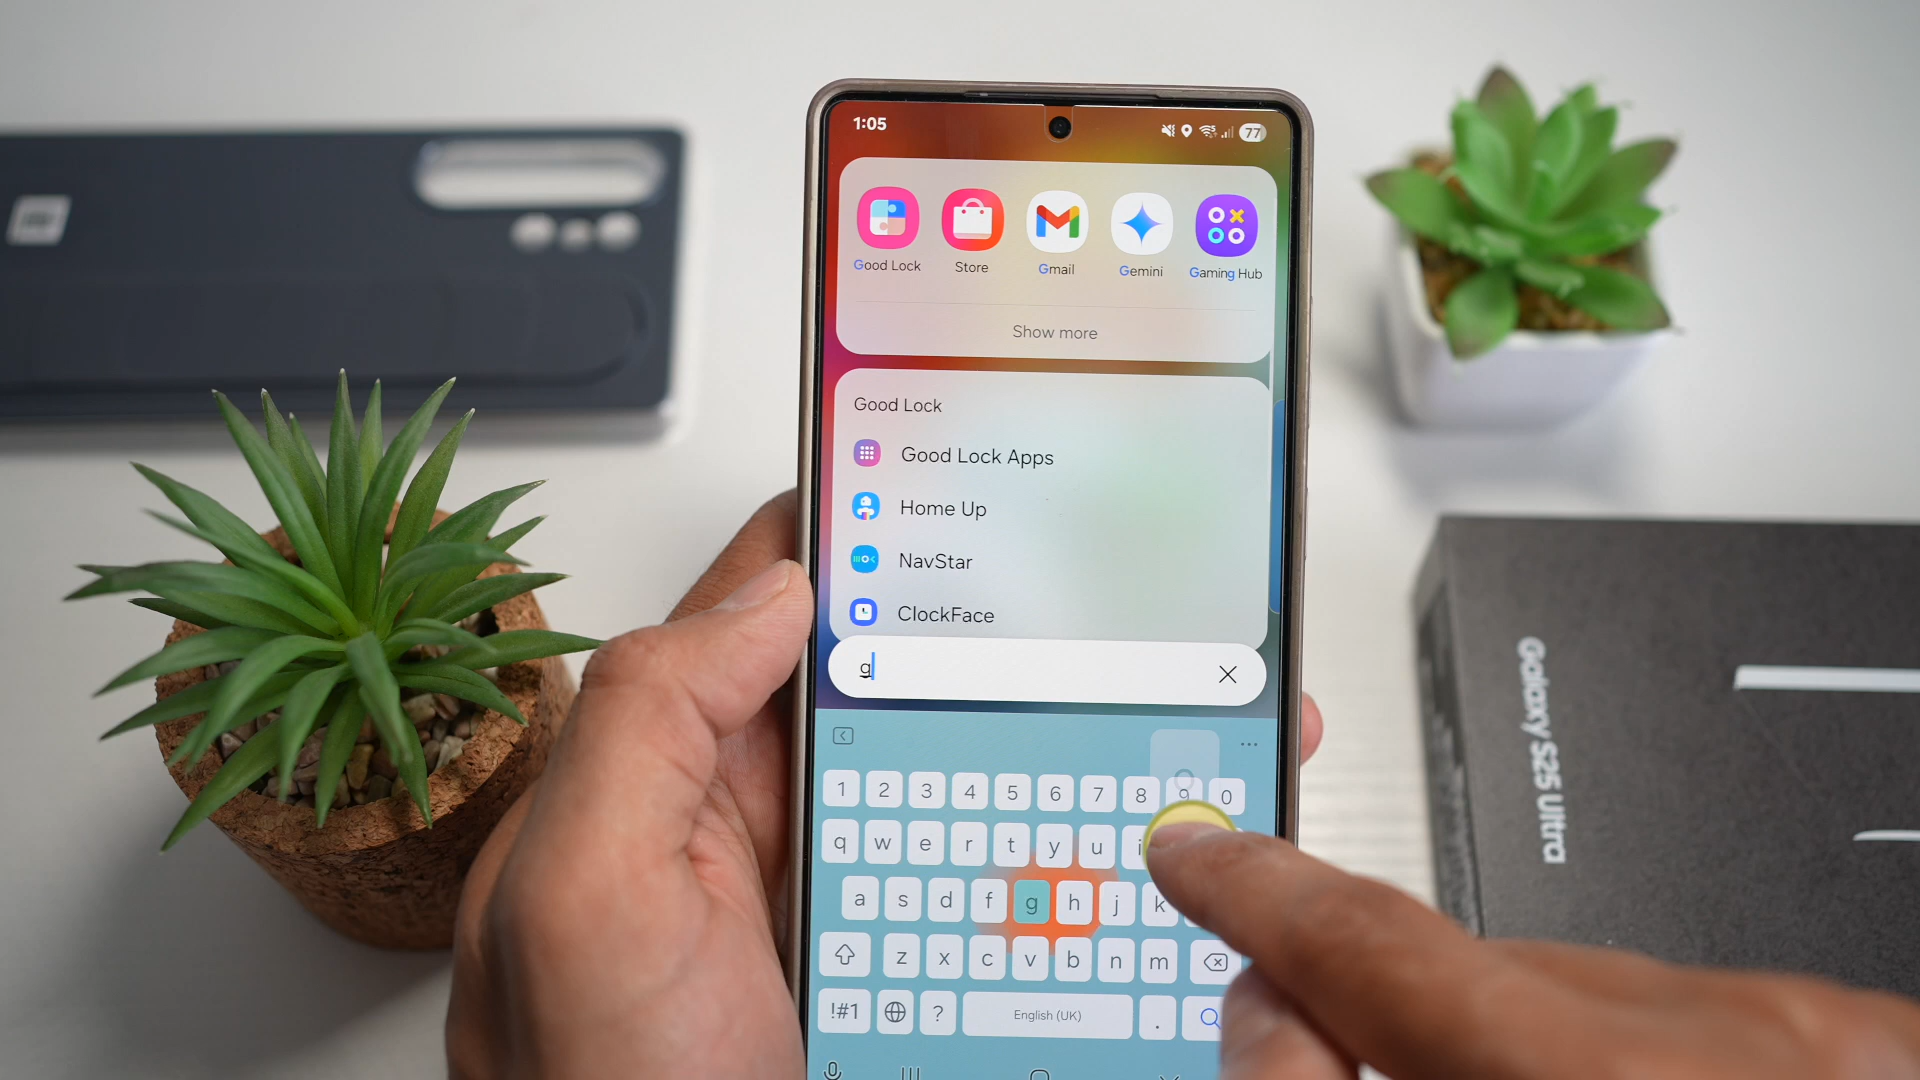 1:05
77
Good Lock
Store
Gmail
Gemini
Gaming Hub
Show more
Good Lock
Good Lock Apps
Home Up
NavStar
ClockFace
g
1 2 3 4 5 6 7 8 9 0
q w e r t y u i
a s d f g h j k
z x c v b n m
!#1 ? English (UK) .
Galaxy S25 Ultra